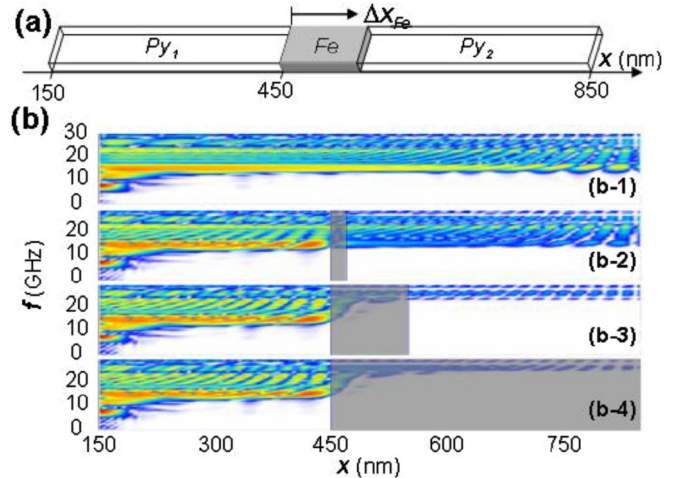 (a)
Δx_Fe
Py₁ Fe Py₂ x (nm)
150 450 850
(b)
30
20
10
0
(b-1)
20
10
0
(b-2)
20
10
0
(b-3)
20
10
0
(b-4)
f (GHz)
150 300 450 600 750
x (nm)